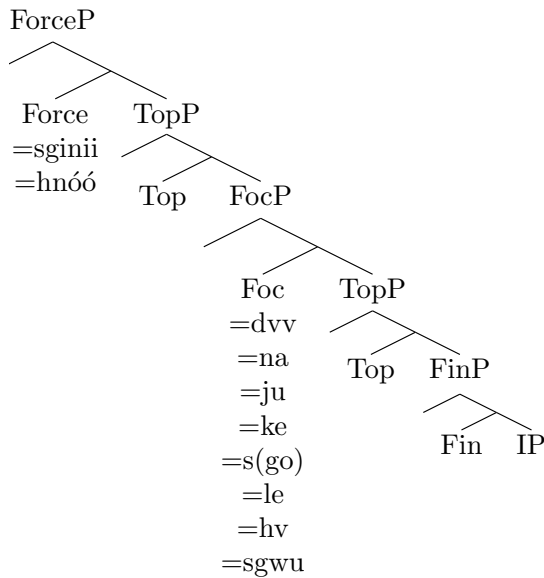 ForceP
Force TopP
=sginii
=hnóó
Top FocP
Foc TopP
=dvv
=na
Top FinP
=ju
=ke
Fin IP
=s(go)
=le
=hv
=sgwu